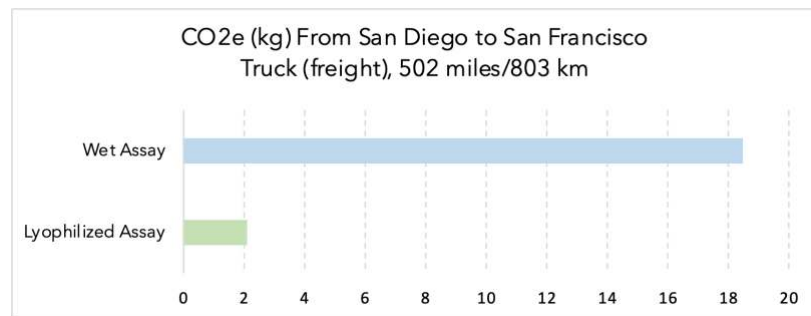 CO2e (kg) From San Diego to San Francisco
Truck (freight), 502 miles/803 km
Wet Assay
Lyophilized Assay
0 2 4 6 8 10 12 14 16 18 20